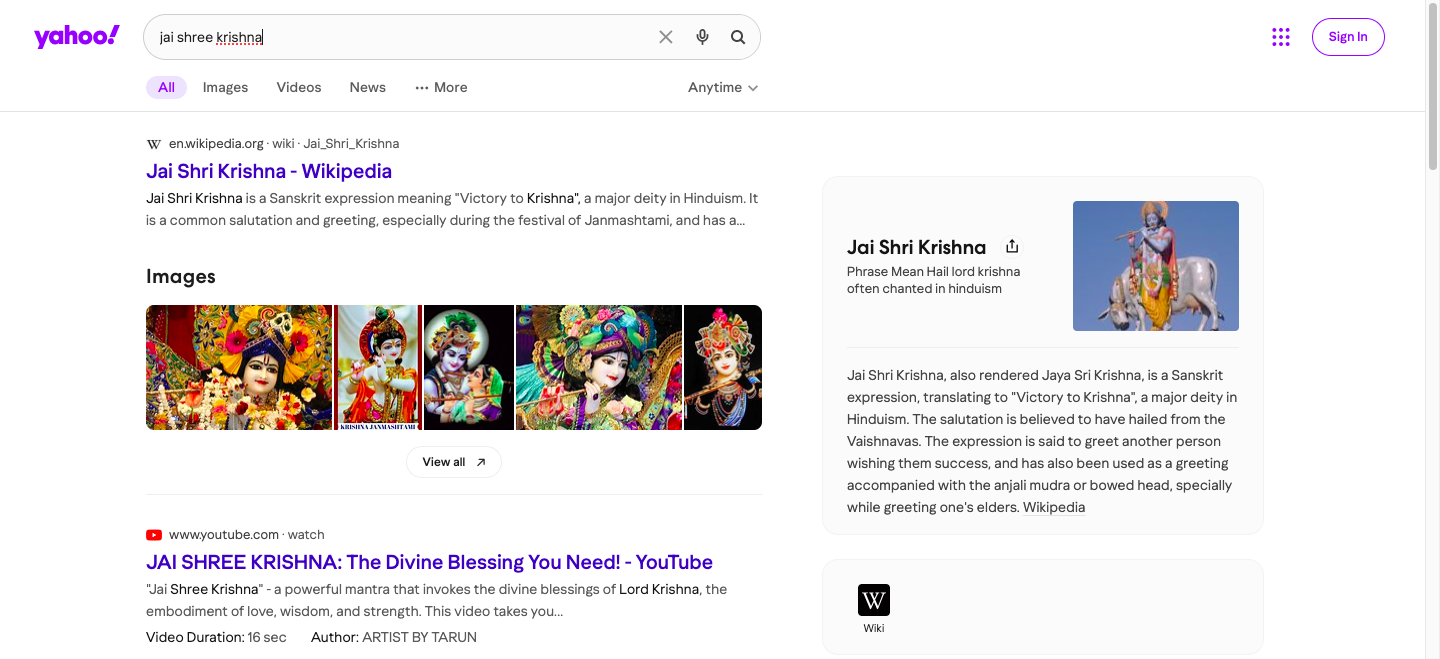 yahoo!
jai shree krishna
Sign In
All
Images
Videos
News
More
Anytime
en.wikipedia.org · wiki · Jai_Shri_Krishna
Jai Shri Krishna - Wikipedia
Jai Shri Krishna is a Sanskrit expression meaning "Victory to Krishna", a major deity in Hinduism. It
is a common salutation and greeting, especially during the festival of Janmashtami, and has a...
Images
KRISHNA JANMASHTAMI
View all
www.youtube.com · watch
JAI SHREE KRISHNA: The Divine Blessing You Need! - YouTube
"Jai Shree Krishna" - a powerful mantra that invokes the divine blessings of Lord Krishna, the
embodiment of love, wisdom, and strength. This video takes you...
Video Duration: 16 sec
Author: ARTIST BY TARUN
Jai Shri Krishna
Phrase Mean Hail lord krishna
often chanted in hinduism
Jai Shri Krishna, also rendered Jaya Sri Krishna, is a Sanskrit
expression, translating to "Victory to Krishna", a major deity in
Hinduism. The salutation is believed to have hailed from the
Vaishnavas. The expression is said to greet another person
wishing them success, and has also been used as a greeting
accompanied with the anjali mudra or bowed head, specially
while greeting one's elders. Wikipedia
W
Wiki